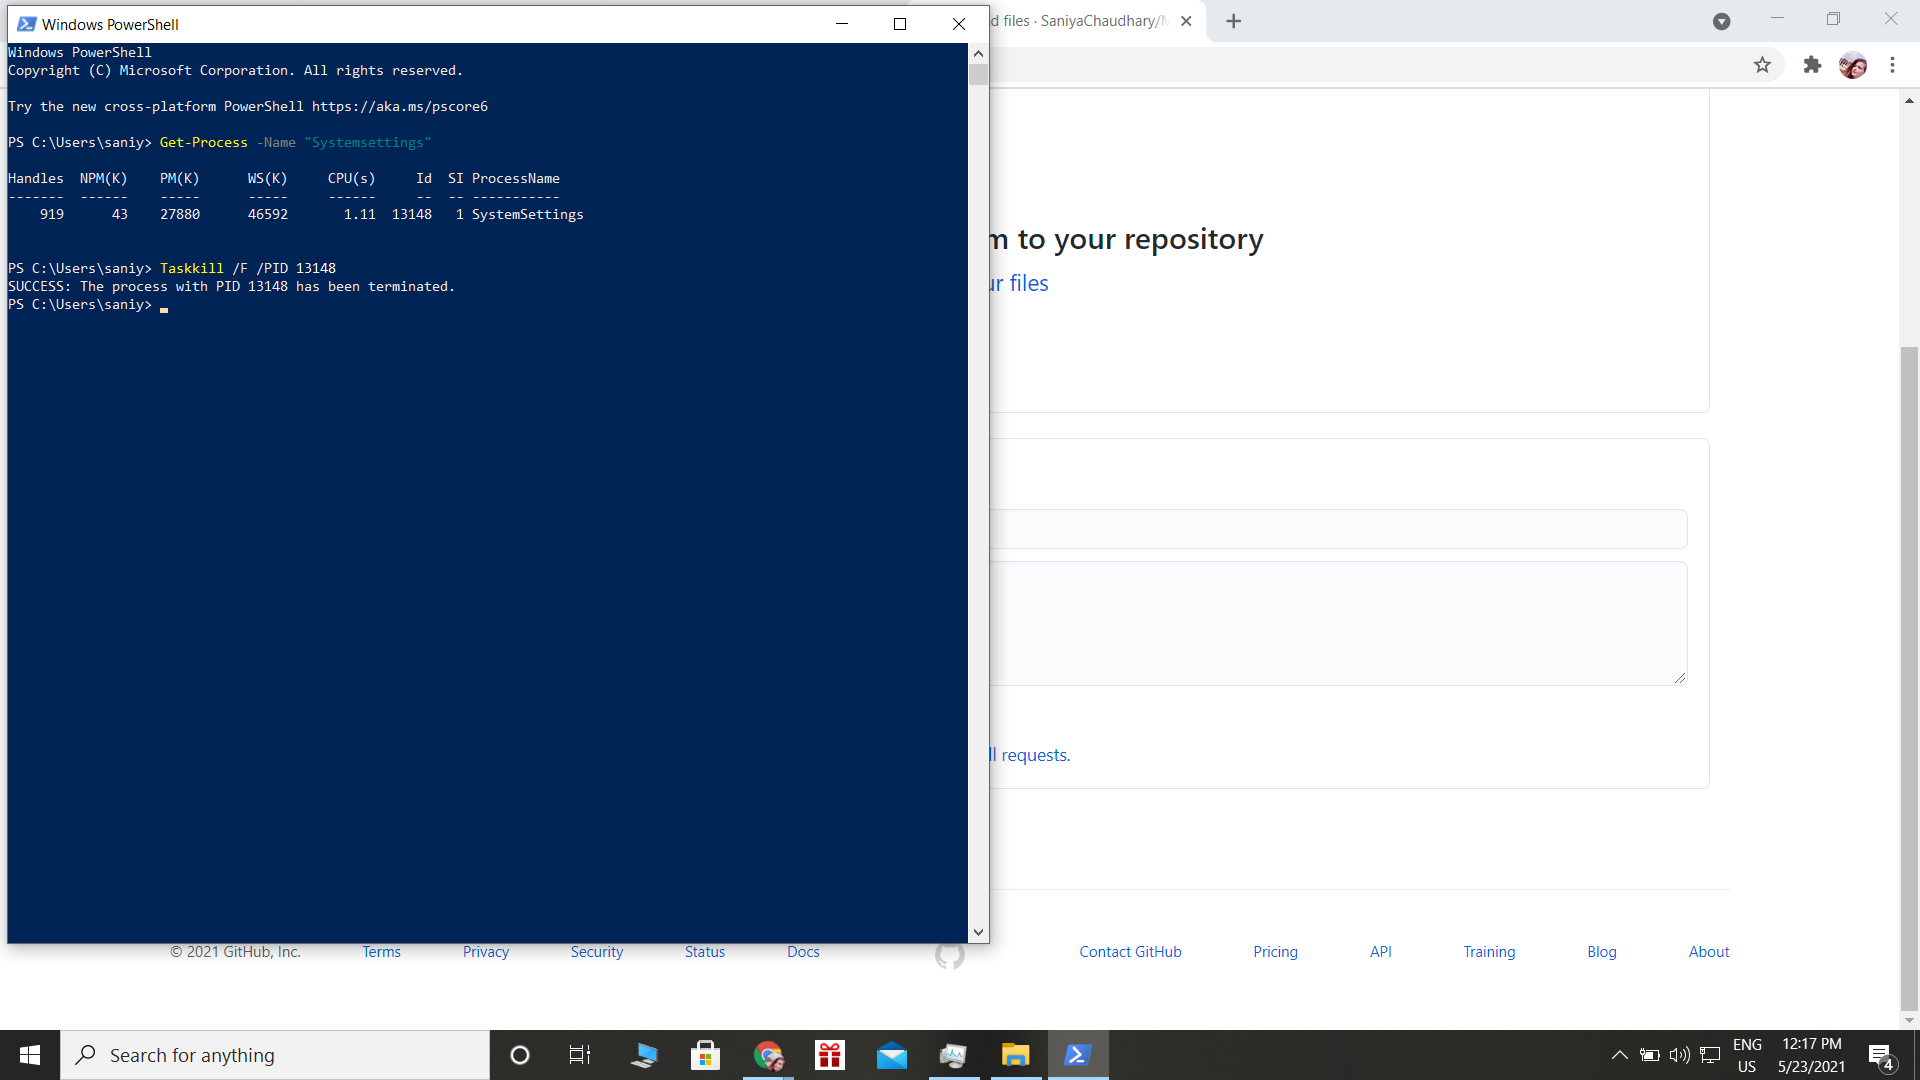 Windows PowerShell
d files · SaniyaChaudhary/
Windows PowerShell
Copyright (C) Microsoft Corporation. All rights reserved.
Try the new cross-platform PowerShell https://aka.ms/pscore6
PS C:\Users\saniy> Get-Process -Name "Systemsettings"
Handles NPM(K) PM(K) WS(K) CPU(s) Id SI ProcessName
------- ------ ----- ----- ------ -- -- -----------
919 43 27880 46592 1.11 13148 1 SystemSettings
PS C:\Users\saniy> Taskkill /F /PID 13148
SUCCESS: The process with PID 13148 has been terminated.
PS C:\Users\saniy>
m to your repository
ur files
ll requests.
© 2021 GitHub, Inc. Terms Privacy Security Status Docs Contact GitHub Pricing API Training Blog About
Search for anything
ENG
US
12:17 PM
5/23/2021
4